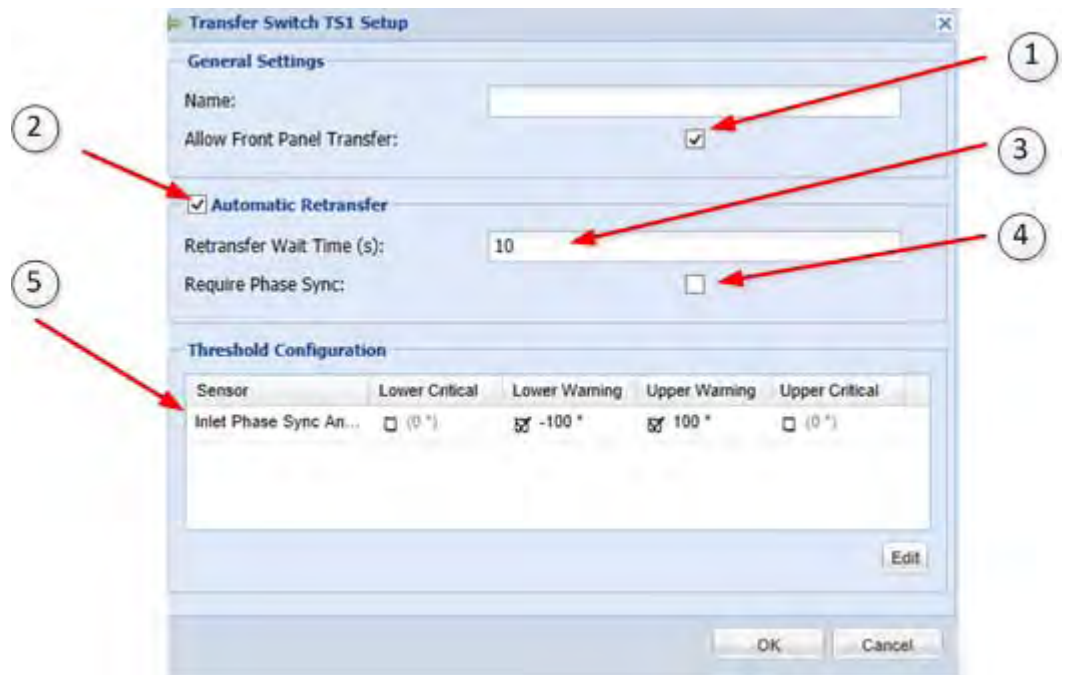 Transfer Switch TS1 Setup
General Settings
1
Name:
2
Allow Front Panel Transfer:
3
Automatic Retransfer
Retransfer Wait Time (s): 10
4
Require Phase Sync:
5
Threshold Configuration
Sensor Lower Critical Lower Warning Upper Warning Upper Critical
Inlet Phase Sync An... (0 °) -100 ° 100 ° (0 °)
Edit
OK Cancel